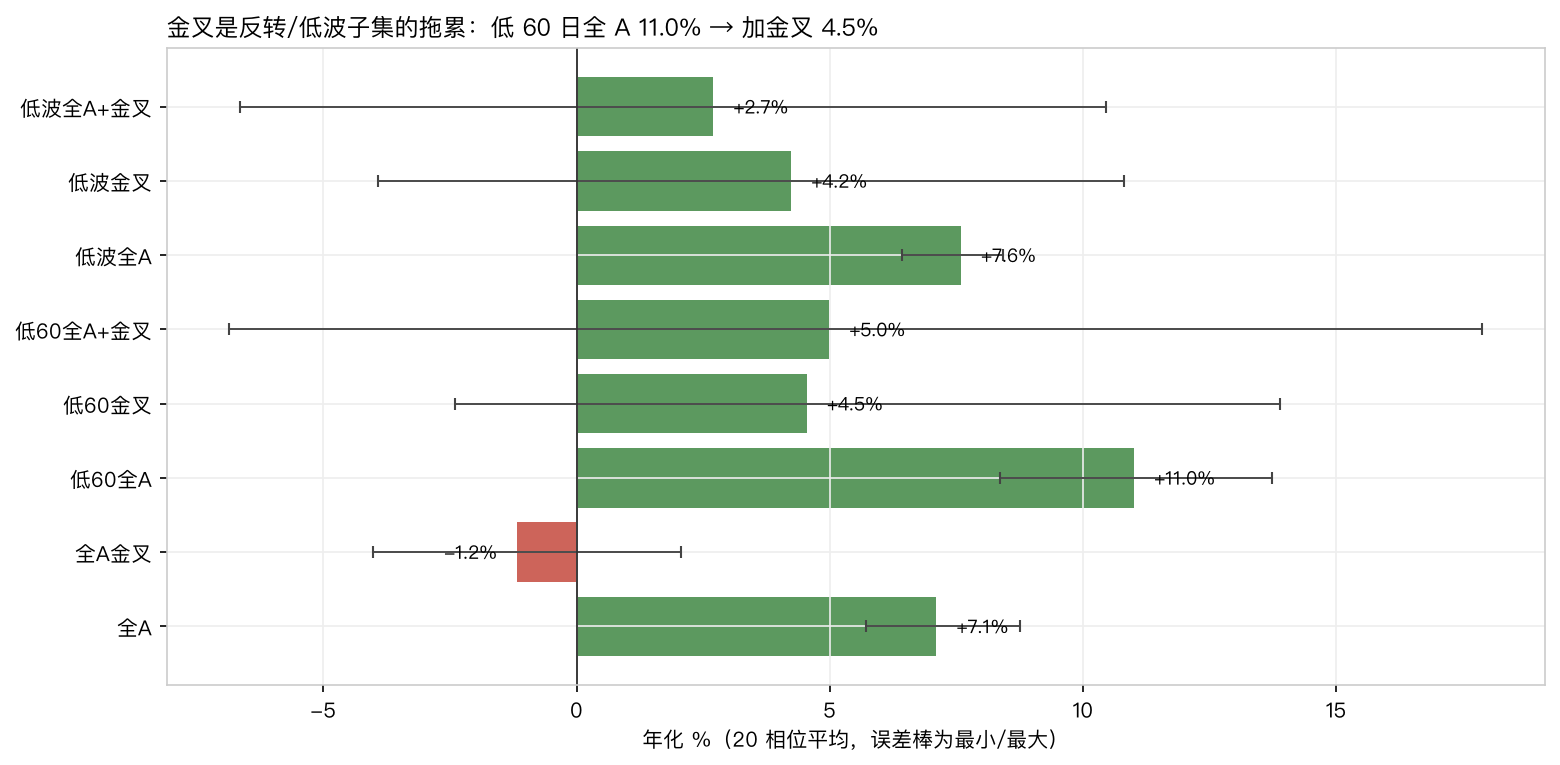 金叉是反转/低波子集的拖累：低 60 日全 A 11.0% → 加金叉 4.5%
低波全A+金叉
+2.7%
低波金叉
+4.2%
低波全A
+7.6%
低60全A+金叉
+5.0%
低60金叉
+4.5%
低60全A
+11.0%
全A金叉
−1.2%
全A
+7.1%
−5
0
5
10
15
年化 %（20 相位平均，误差棒为最小/最大）